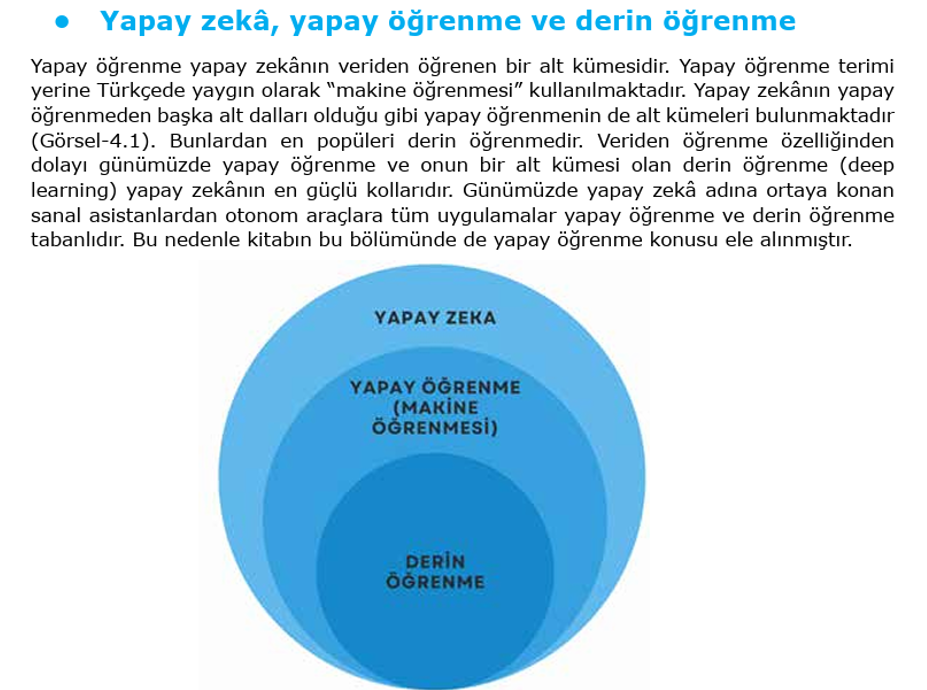 • Yapay zekâ, yapay öğrenme ve derin öğrenme
Yapay öğrenme yapay zekânın veriden öğrenen bir alt kümesidir. Yapay öğrenme terimi
yerine Türkçede yaygın olarak “makine öğrenmesi” kullanılmaktadır. Yapay zekânın yapay
öğrenmeden başka alt dalları olduğu gibi yapay öğrenmenin de alt kümeleri bulunmaktadır
(Görsel-4.1). Bunlardan en popüleri derin öğrenmedir. Veriden öğrenme özelliğinden
dolayı günümüzde yapay öğrenme ve onun bir alt kümesi olan derin öğrenme (deep
learning) yapay zekânın en güçlü kollarıdır. Günümüzde yapay zekâ adına ortaya konan
sanal asistanlardan otonom araçlara tüm uygulamalar yapay öğrenme ve derin öğrenme
tabanlıdır. Bu nedenle kitabın bu bölümünde de yapay öğrenme konusu ele alınmıştır.
YAPAY ZEKA
YAPAY ÖĞRENME
(MAKİNE
ÖĞRENMESİ)
DERİN
ÖĞRENME